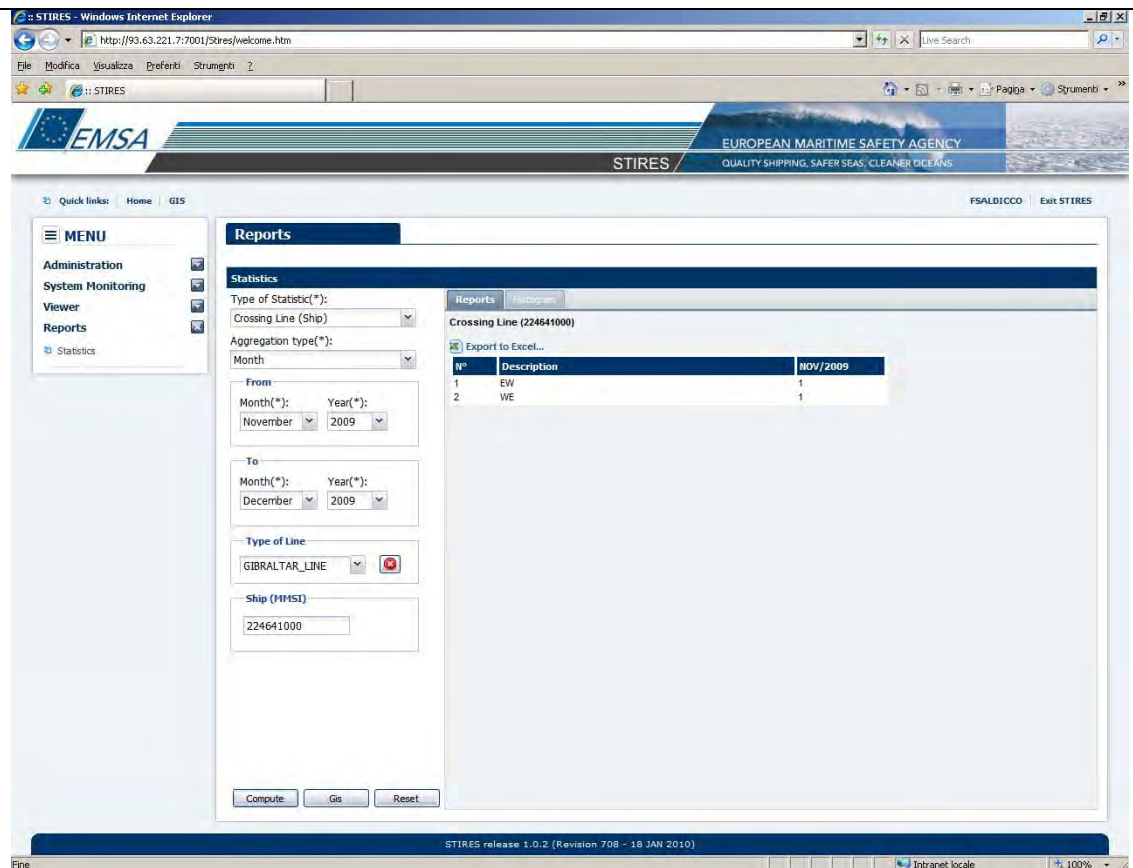 :: STIRES - Windows Internet Explorer
http://93.63.221.7:7001/Stires/welcome.htm
Live Search
File Modifica Visualizza Preferiti Strumenti ?
:: STIRES
Pagina Strumenti
EMSA
STIRES
EUROPEAN MARITIME SAFETY AGENCY
QUALITY SHIPPING, SAFER SEAS, CLEANER OCEANS
Quick links: Home GIS
FSALDICCO Exit STIRES
MENU
Administration
System Monitoring
Viewer
Reports
Statistics
Reports
Statistics
Type of Statistic(*):
Crossing Line (Ship)
Aggregation type(*):
Month
From
Month(*): Year(*):
November 2009
To
Month(*): Year(*):
December 2009
Type of Line
GIBRALTAR_LINE
Ship (MMSI)
224641000
Compute Gis Reset
Reports Histogram
Crossing Line (224641000)
Export to Excel...
N° Description NOV/2009
1 EW 1
2 WE 1
STIRES release 1.0.2 (Revision 708 - 18 JAN 2010)
Fine
Intranet locale
100%